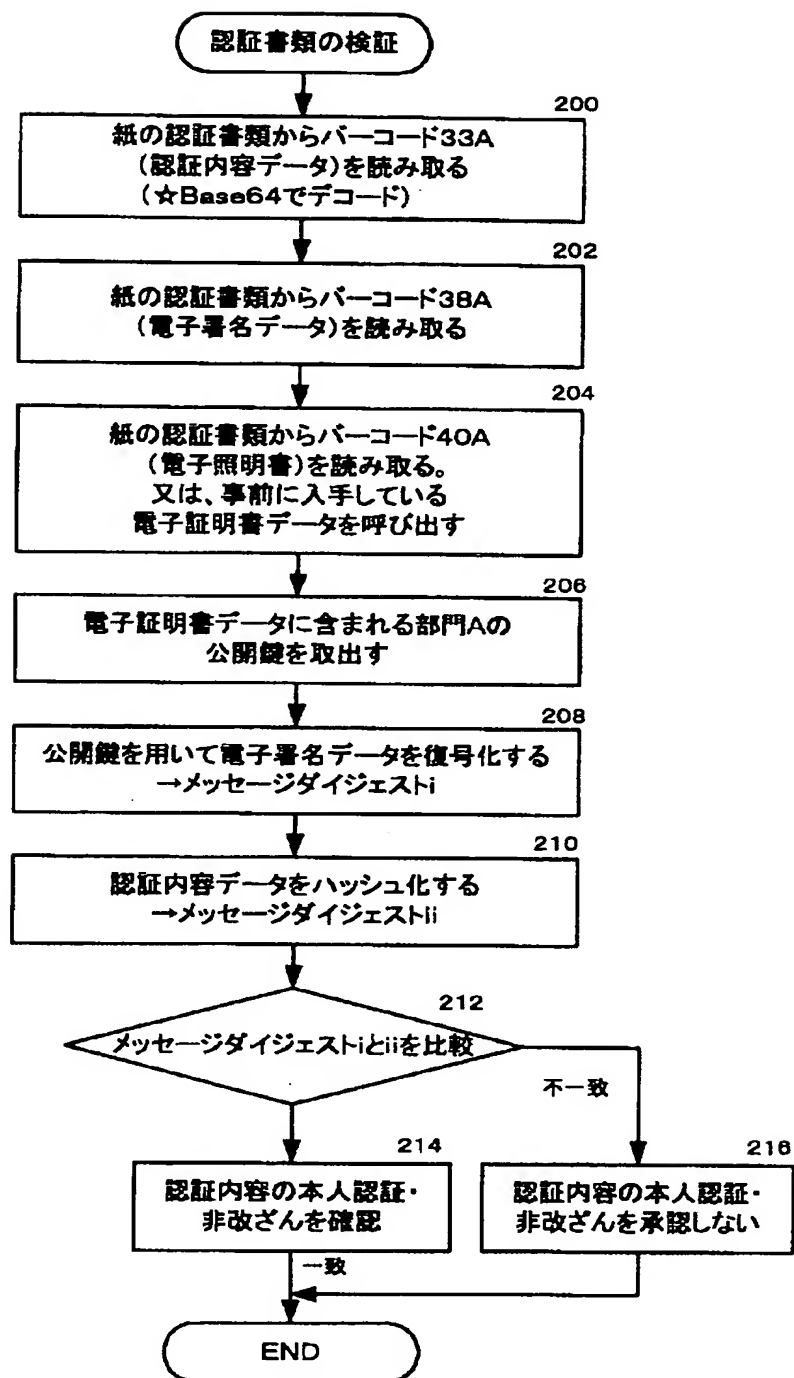 認証書類の検証
200
紙の認証書類からバーコード33A
(認証内容データ)を読み取る
(☆Base64でデコード)
202
紙の認証書類からバーコード38A
(電子署名データ)を読み取る
204
紙の認証書類からバーコード40A
(電子照明書)を読み取る。
又は、事前に入手している
電子証明書データを呼び出す
206
電子証明書データに含まれる部門Aの
公開鍵を取出す
208
公開鍵を用いて電子署名データを復号化する
→メッセージダイジェストi
210
認証内容データをハッシュ化する
→メッセージダイジェストii
212
メッセージダイジェストiとiiを比較
不一致
214
認証内容の本人認証・
非改ざんを確認
216
認証内容の本人認証・
非改ざんを承認しない
一致
END